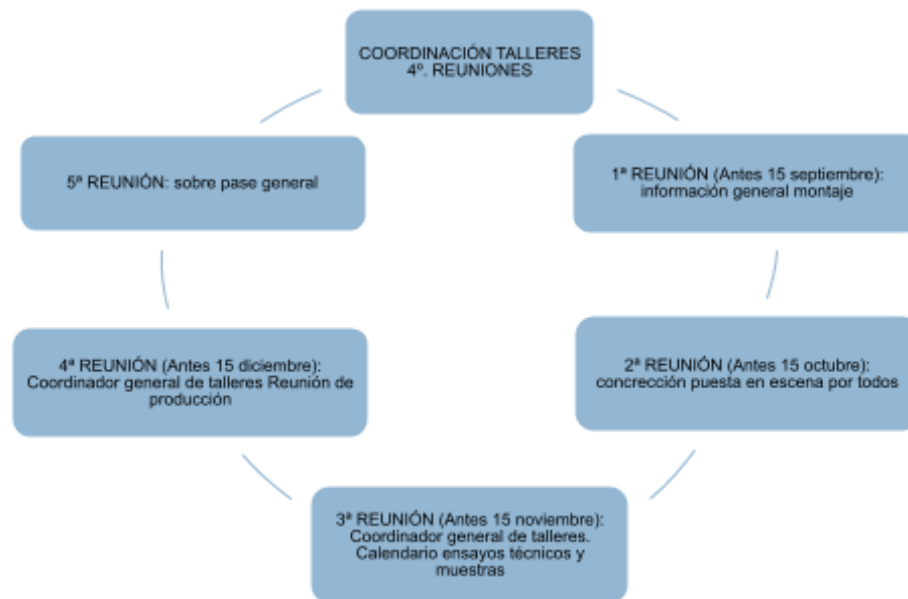 COORDINACIÓN TALLERES
4º. REUNIONES
1ª REUNIÓN (Antes 15 septiembre):
información general montaje
2ª REUNIÓN (Antes 15 octubre):
concrección puesta en escena por todos
3ª REUNIÓN (Antes 15 noviembre):
Coordinador general de talleres.
Calendario ensayos técnicos y
muestras
4ª REUNIÓN (Antes 15 diciembre):
Coordinador general de talleres Reunión de
producción
5ª REUNIÓN: sobre pase general